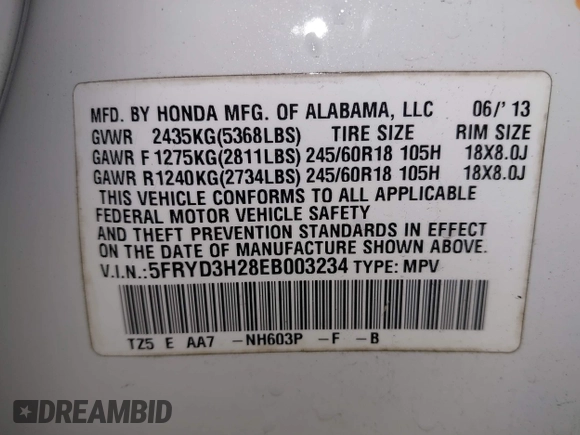 MFD. BY HONDA MFG. OF ALABAMA, LLC 06/'13
GVWR 2435KG(5368LBS) TIRE SIZE RIM SIZE
GAWR F1275KG(2811LBS) 245/60R18 105H 18X8.0J
GAWR R1240KG(2734LBS) 245/60R18 105H 18X8.0J
THIS VEHICLE CONFORMS TO ALL APPLICABLE
FEDERAL MOTOR VEHICLE SAFETY
AND THEFT PREVENTION STANDARDS IN EFFECT
ON THE DATE OF MANUFACTURE SHOWN ABOVE.
V.I.N.:5FRYD3H28EB003234 TYPE: MPV
TZ5 E AA7 -NH603P -F -B
DREAMBID